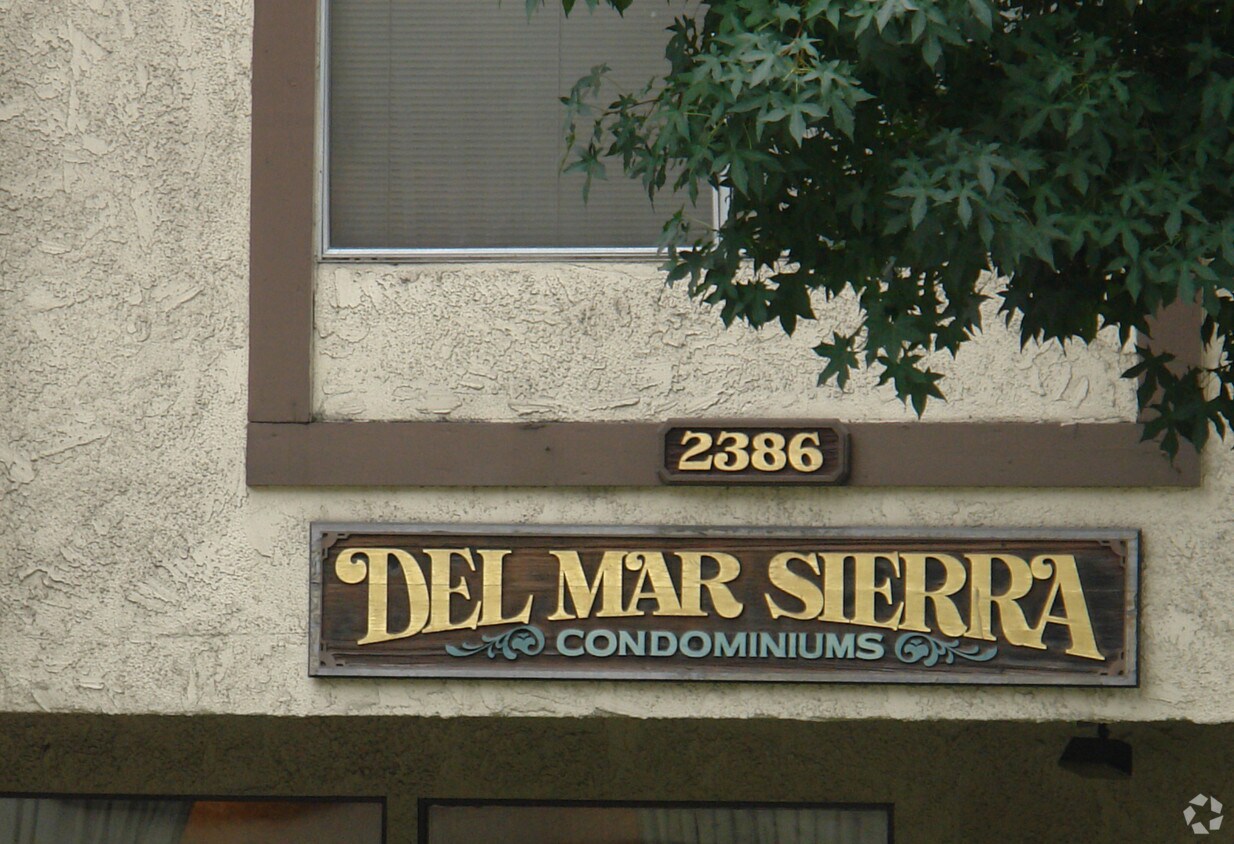 2386
DEL MAR SIERRA
CONDOMINIUMS